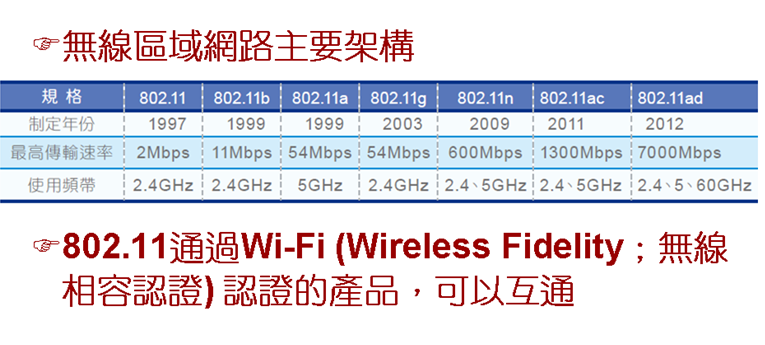 ☞無線區域網路主要架構
規格 802.11 802.11b 802.11a 802.11g 802.11n 802.11ac 802.11ad
制定年份 1997 1999 1999 2003 2009 2011 2012
最高傳輸速率 2Mbps 11Mbps 54Mbps 54Mbps 600Mbps 1300Mbps 7000Mbps
使用頻帶 2.4GHz 2.4GHz 5GHz 2.4GHz 2.4、5GHz 2.4、5GHz 2.4、5、60GHz
☞802.11通過Wi-Fi (Wireless Fidelity；無線
相容認證) 認證的產品，可以互通